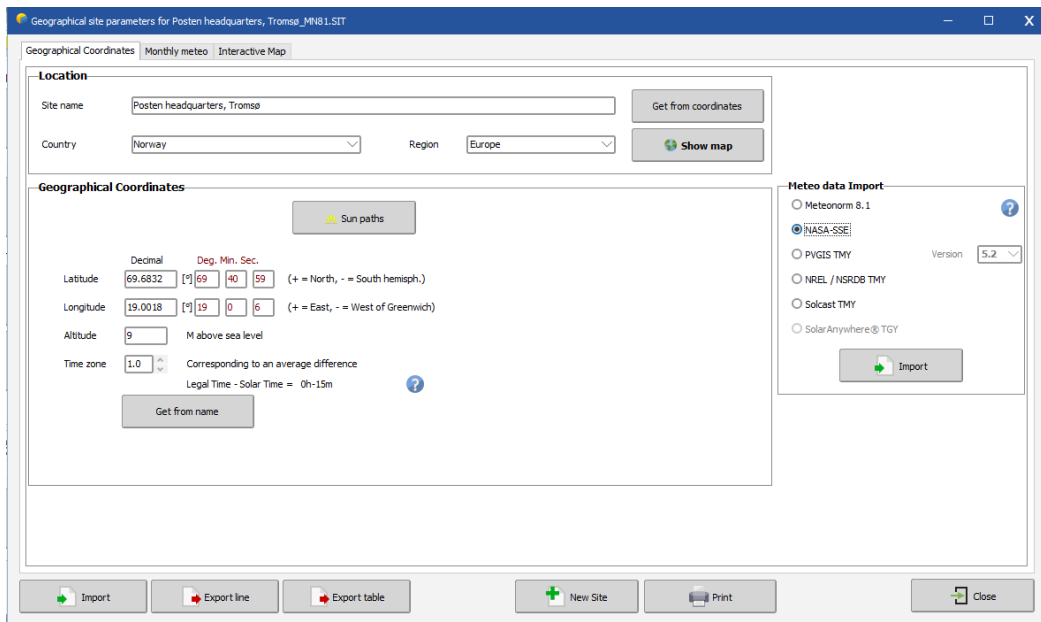 Geographical site parameters for Posten headquarters, Tromsø_MN81.SIT
Geographical Coordinates Monthly meteo Interactive Map
Location
Site name Posten headquarters, Tromsø Get from coordinates
Country Norway Region Europe Show map
Geographical Coordinates
Sun paths
Decimal Deg. Min. Sec.
Latitude 69.6832 [°] 69 40 59 (+ = North, - = South hemisph.)
Longitude 19.0018 [°] 19 0 6 (+ = East, - = West of Greenwich)
Altitude 9 M above sea level
Time zone 1.0 Corresponding to an average difference
Legal Time - Solar Time = 0h-15m ?
Get from name
Meteo data Import
Meteonorm 8.1 ?
NASA-SSE
PVGIS TMY Version 5.2
NREL / NSRDB TMY
Solcast TMY
SolarAnywhere® TGY
Import
Import Export line Export table New Site Print Close